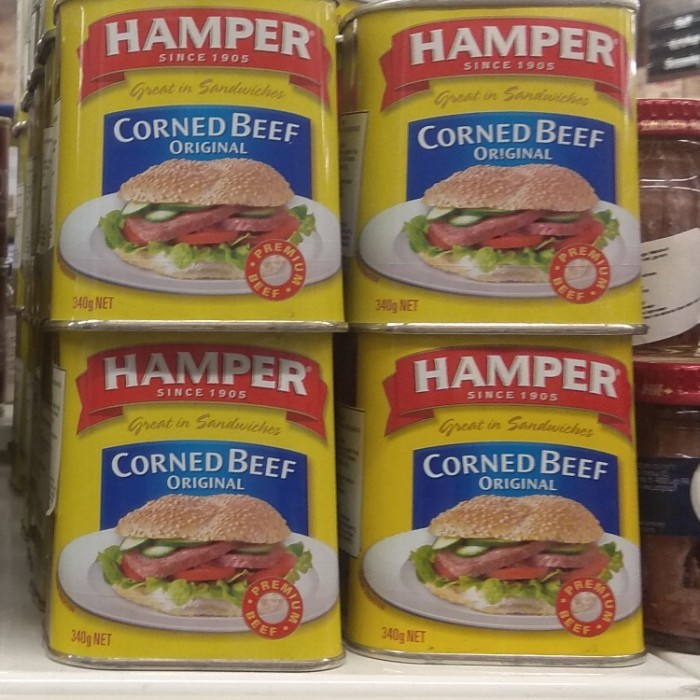 HAMPER
SINCE 1905
Great in Sandwiches
CORNED BEEF
ORIGINAL
PREMIUM BEEF
340g NET
HAMPER
SINCE 1905
Great in Sandwiches
CORNED BEEF
ORIGINAL
PREMIUM BEEF
340g NET
HAMPER
SINCE 1905
Great in Sandwiches
CORNED BEEF
ORIGINAL
PREMIUM BEEF
340g NET
HAMPER
SINCE 1905
Great in Sandwiches
CORNED BEEF
ORIGINAL
PREMIUM BEEF
340g NET